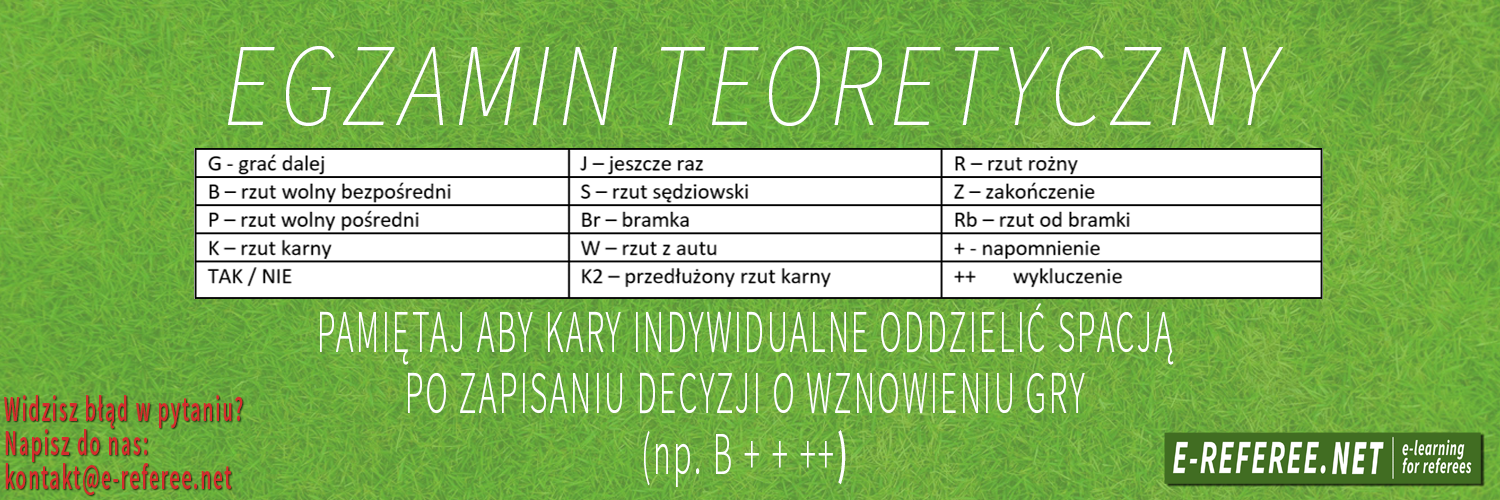 EGZAMIN TEORETYCZNY
G - grać dalej
J – jeszcze raz
R – rzut rożny
B – rzut wolny bezpośredni
S – rzut sędziowski
Z – zakończenie
P – rzut wolny pośredni
Br – bramka
Rb – rzut od bramki
K – rzut karny
W – rzut z autu
+ - napomnienie
TAK / NIE
K2 – przedłużony rzut karny
++ wykluczenie
PAMIĘTAJ ABY KARY INDYWIDUALNE ODDZIELIĆ SPACJĄ
PO ZAPISANIU DECYZJI O WZNOWIENIU GRY
(np. B + + ++)
Widzisz błąd w pytaniu?
Napisz do nas:
kontakt@e-referee.net
E-REFEREE.NET
e-learning
for referees